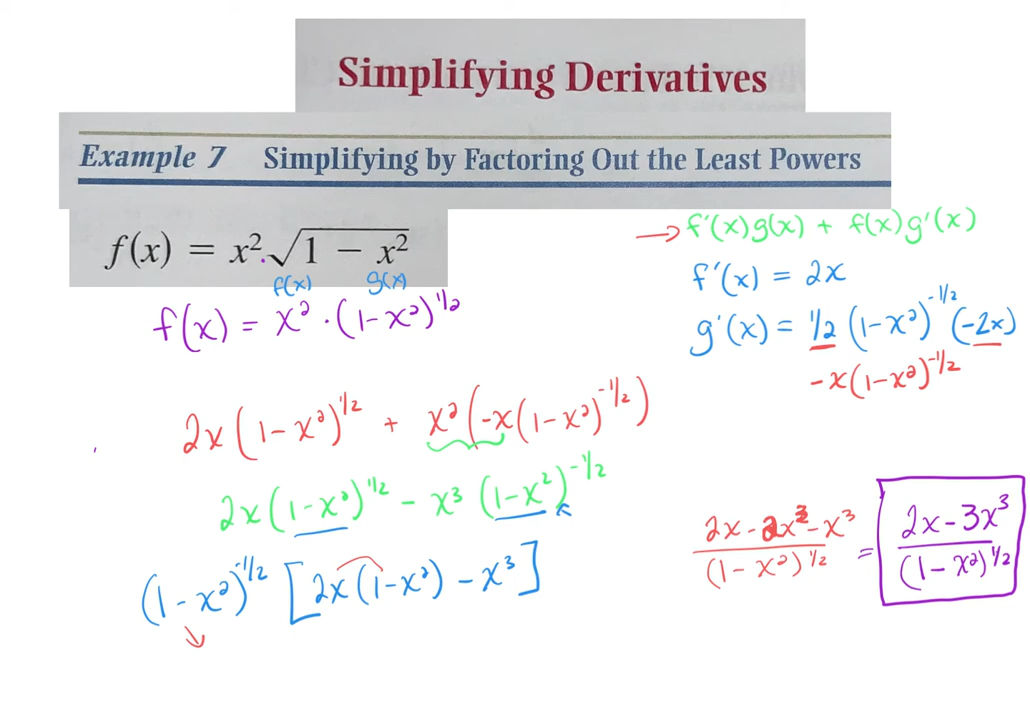 Simplifying Derivatives
Example 7 Simplifying by Factoring Out the Least Powers
f(x) = x²·√(1 − x²)
f(x) g(x)
f(x) = x² · (1-x²)^1/2
→ f'(x)g(x) + f(x)g'(x)
f'(x) = 2x
g'(x) = 1/2 (1-x²)^-1/2 (-2x)
-x(1-x²)^-1/2
2x(1-x²)^1/2 + x²(-x(1-x²)^-1/2)
2x(1-x²)^1/2 - x³ (1-x²)^-1/2
(1-x²)^-1/2 [2x(1-x²) - x³]
(2x-2x³-x³)/(1-x²)^1/2 = (2x-3x³)/(1-x²)^1/2